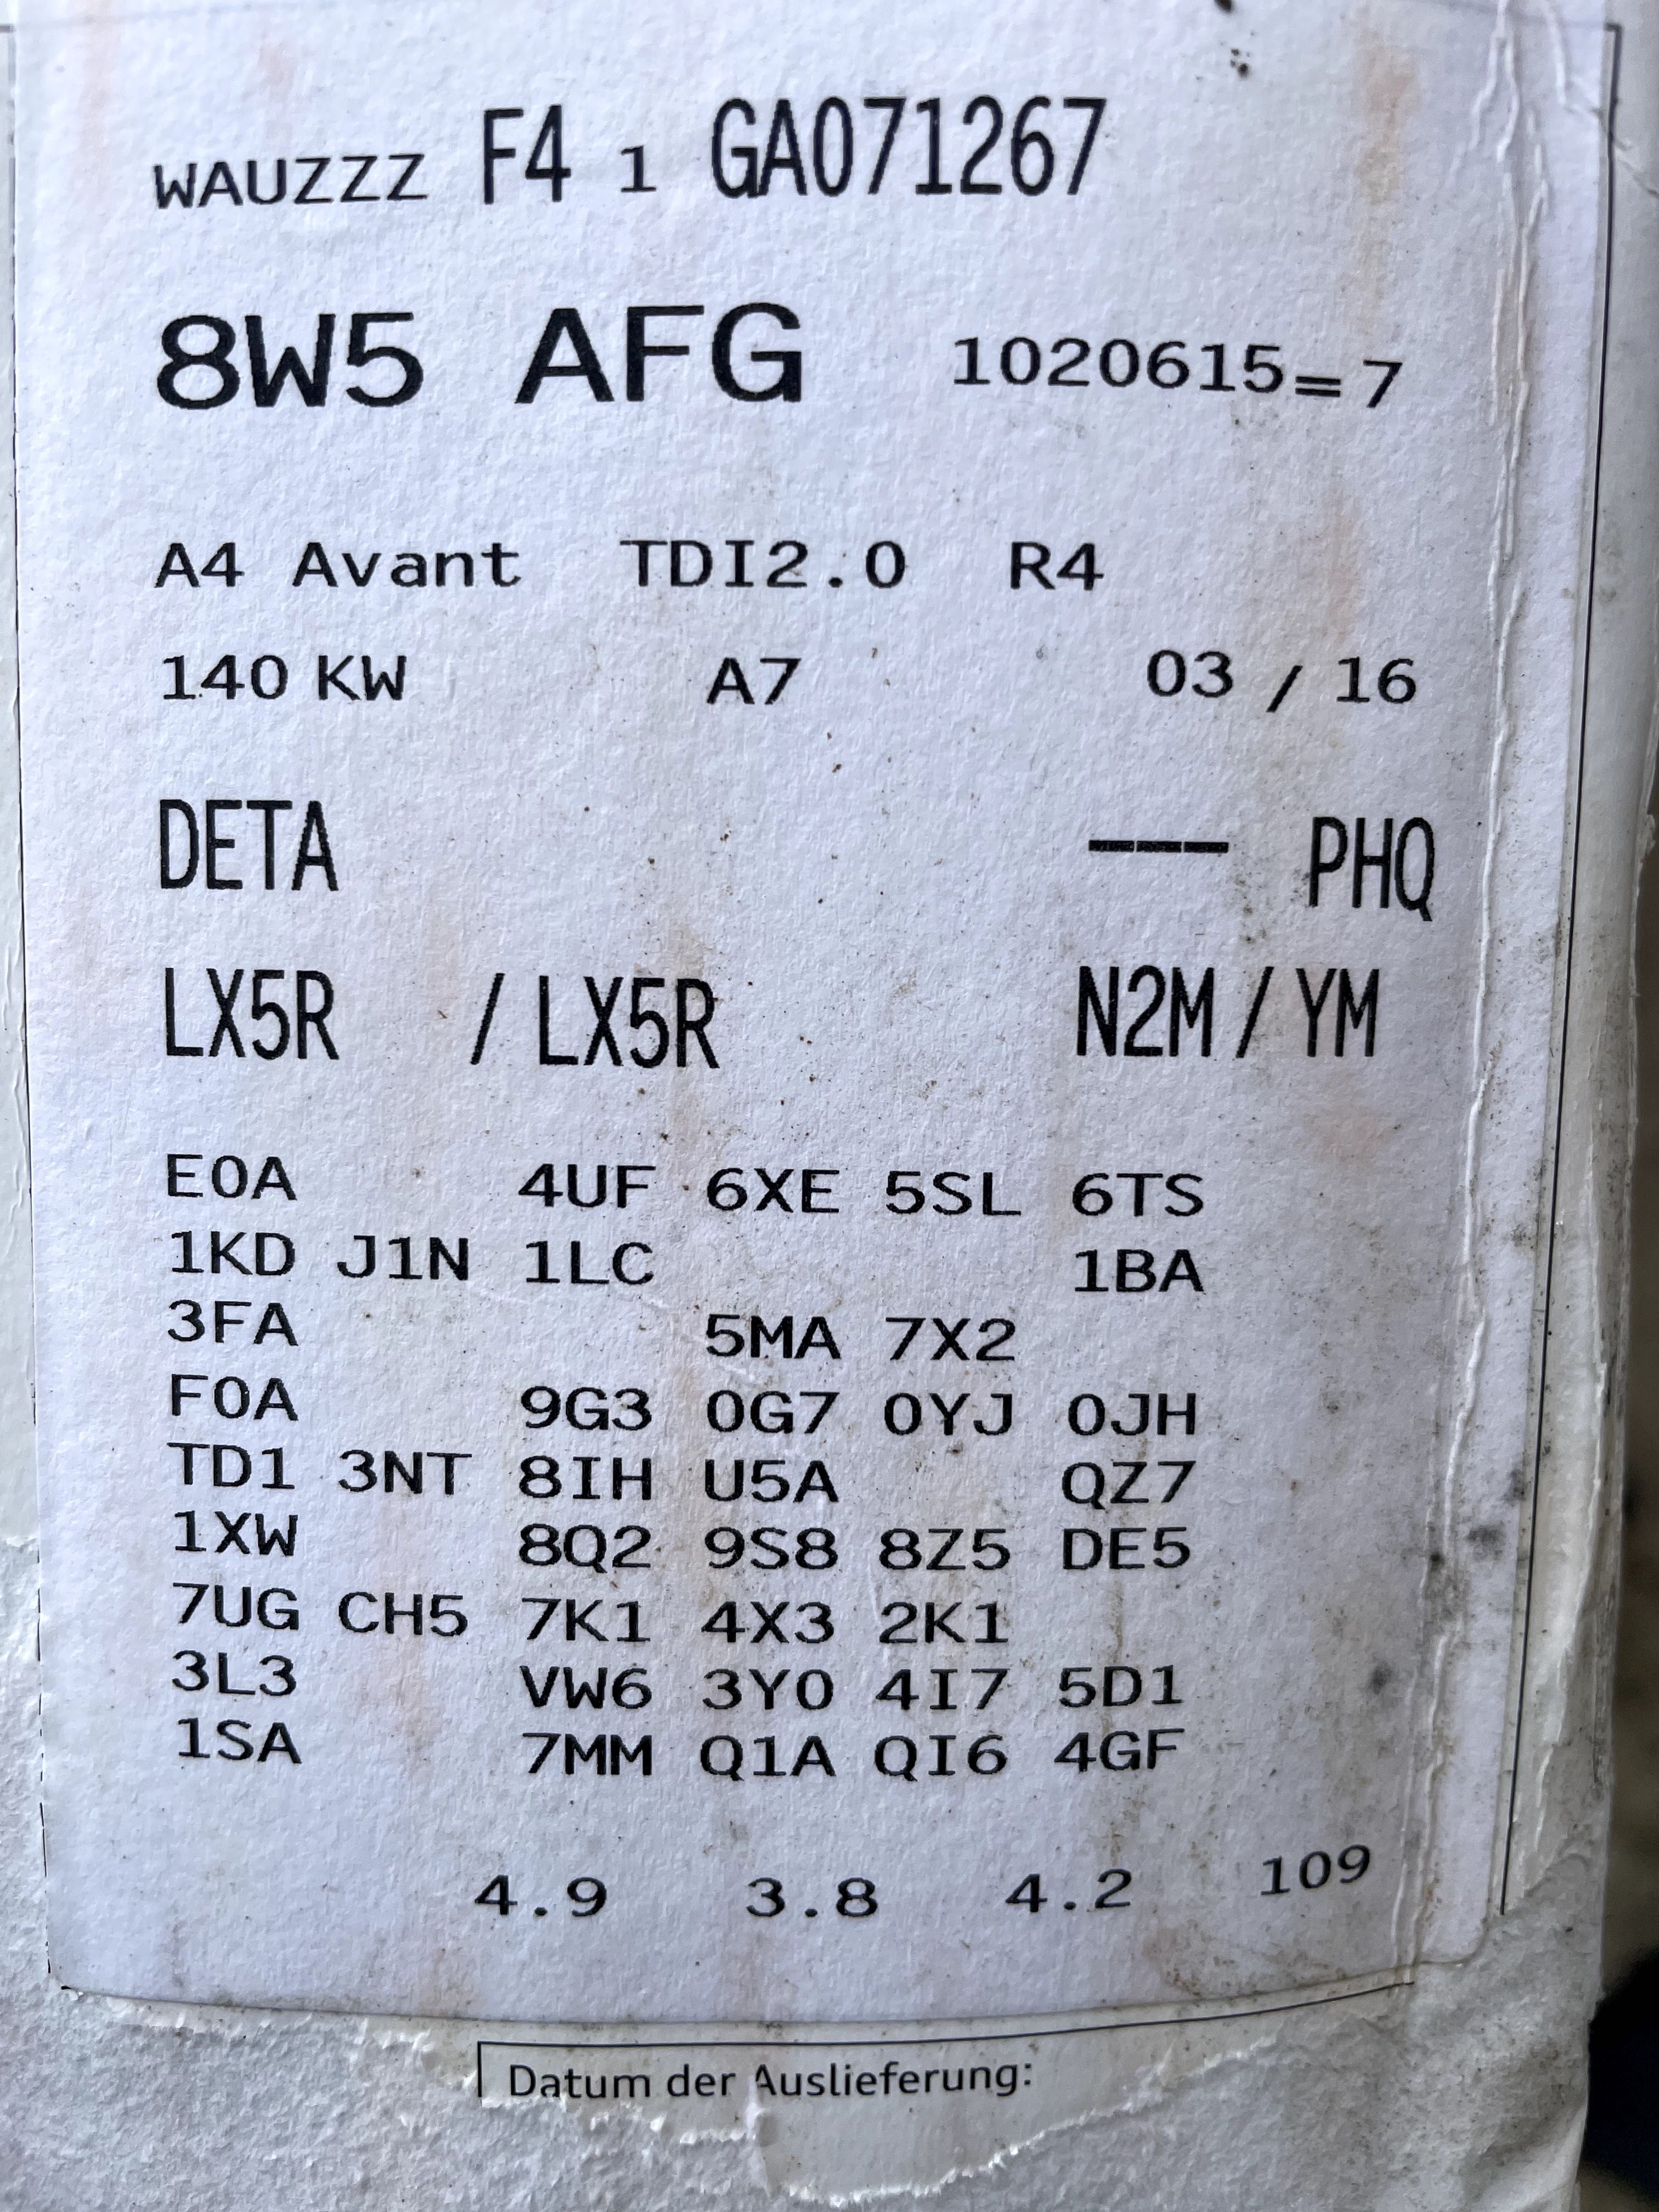 WAUZZZ F4 1 GA071267
8W5 AFG 1020615=7
A4 Avant TDI2.0 R4
140 KW A7 03 / 16
DETA --- PHQ
LX5R / LX5R N2M / YM
E0A 4UF 6XE 5SL 6TS
1KD J1N 1LC 1BA
3FA 5MA 7X2
F0A 9G3 0G7 0YJ 0JH
TD1 3NT 8IH U5A QZ7
1XW 8Q2 9S8 8Z5 DE5
7UG CH5 7K1 4X3 2K1
3L3 VW6 3Y0 4I7 5D1
1SA 7MM Q1A QI6 4GF
4.9 3.8 4.2 109
Datum der Auslieferung: